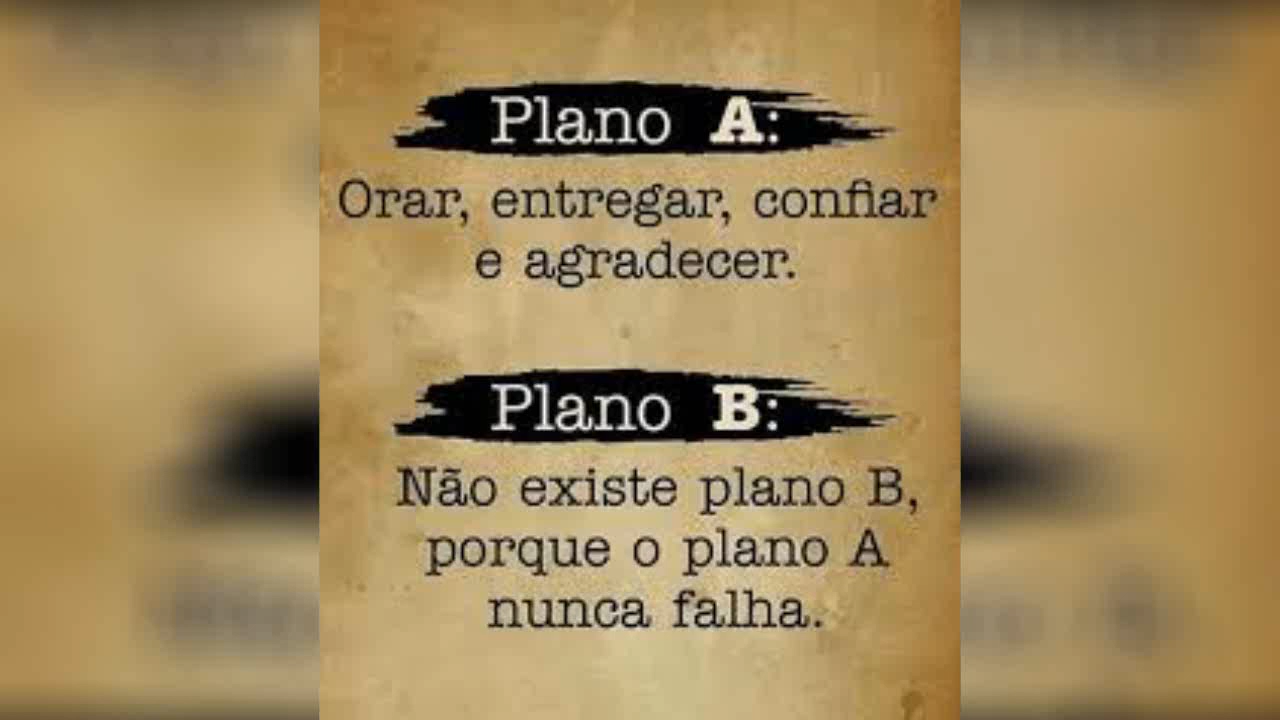 Plano A:
Orar, entregar, confiar
e agradecer.
Plano B:
Não existe plano B,
porque o plano A
nunca falha.